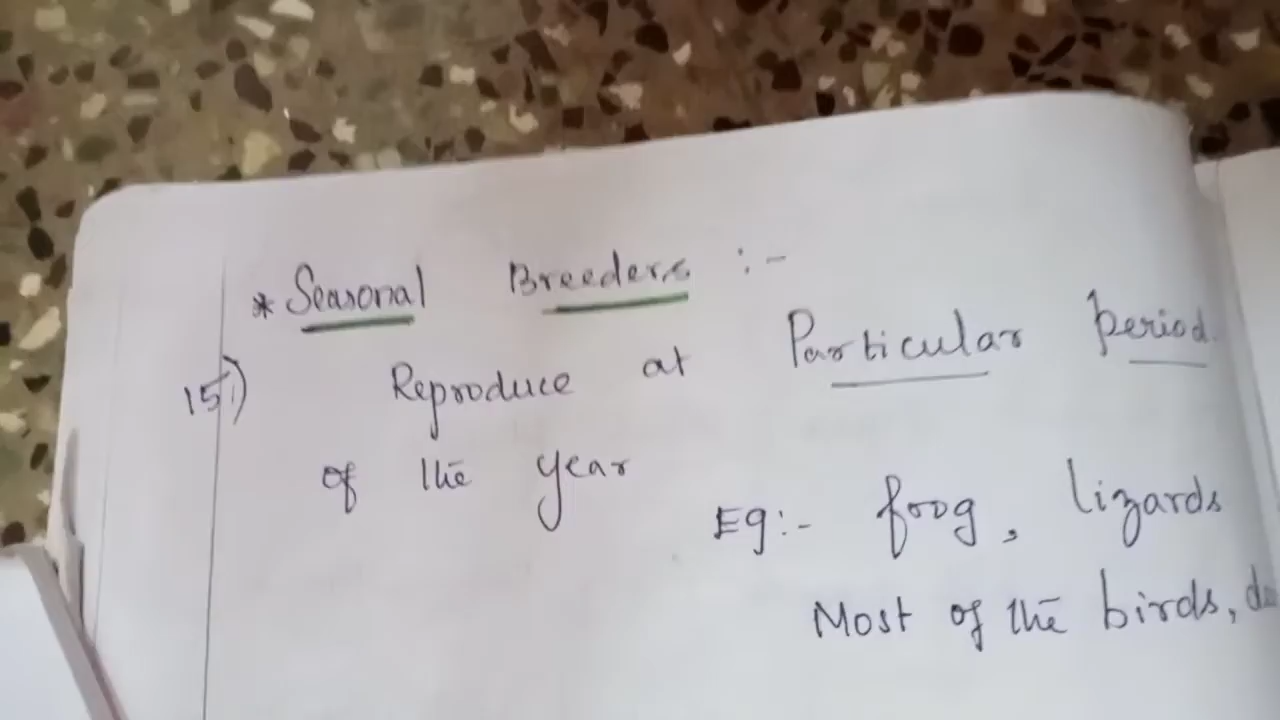 * Seasonal Breeders :-
15) Reproduce at Particular period
of the year
Eg:- frog, lizards
Most of the birds,